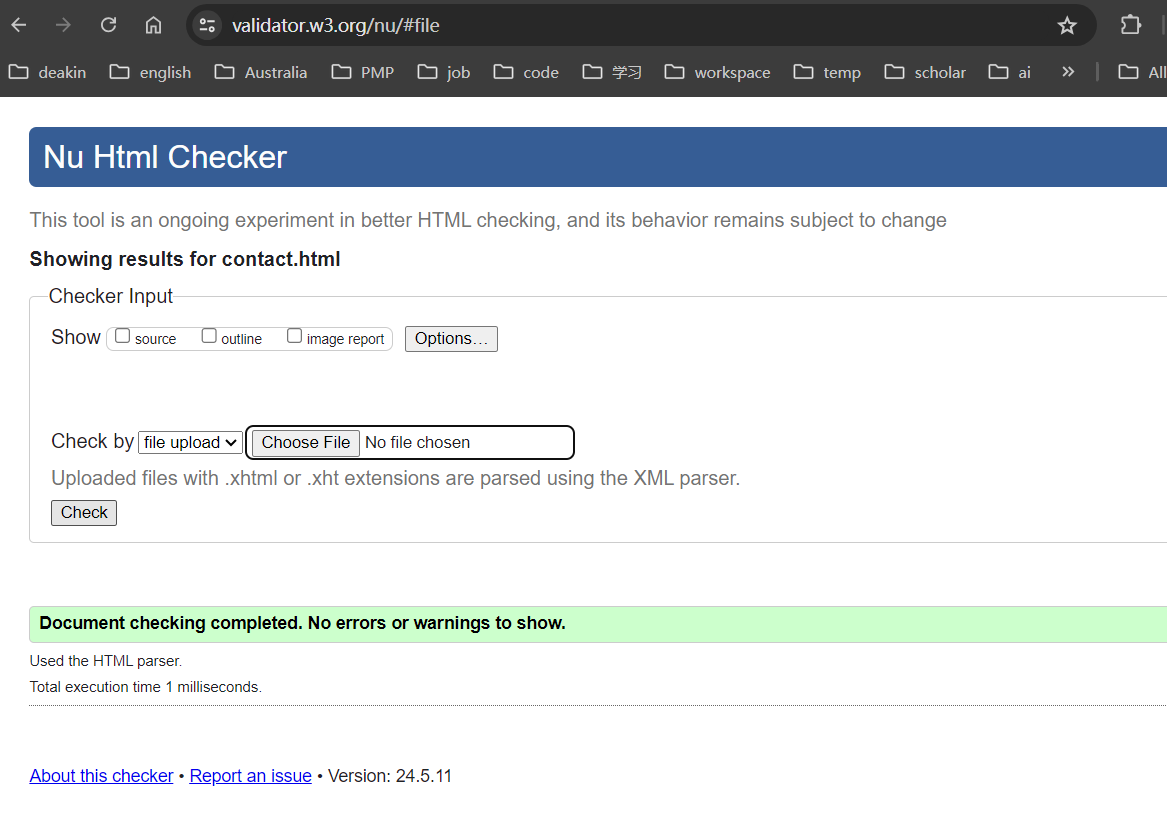 validator.w3.org/nu/#file
deakin english Australia PMP job code 学习 workspace temp scholar ai » All
Nu Html Checker
This tool is an ongoing experiment in better HTML checking, and its behavior remains subject to change
Showing results for contact.html
Checker Input
Show source outline image report Options...
Check by file upload Choose File No file chosen
Uploaded files with .xhtml or .xht extensions are parsed using the XML parser.
Check
Document checking completed. No errors or warnings to show.
Used the HTML parser.
Total execution time 1 milliseconds.
About this checker • Report an issue • Version: 24.5.11